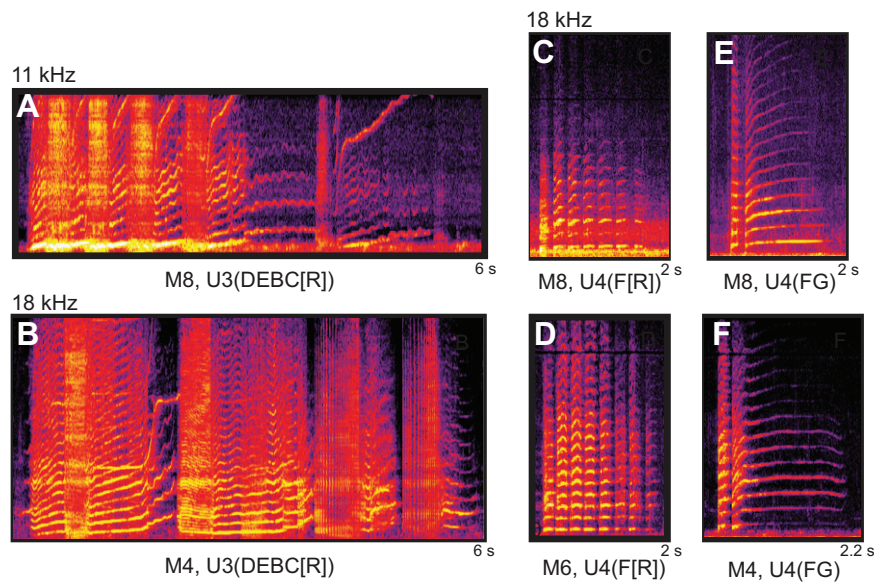 11 kHz
A
6 s
M8, U3(DEBC[R])
18 kHz
B
B
6 s
M4, U3(DEBC[R])
18 kHz
C
C
2 s
M8, U4(F[R])
E
2 s
M8, U4(FG)
D
D
2 s
M6, U4(F[R])
F
F
2.2 s
M4, U4(FG)